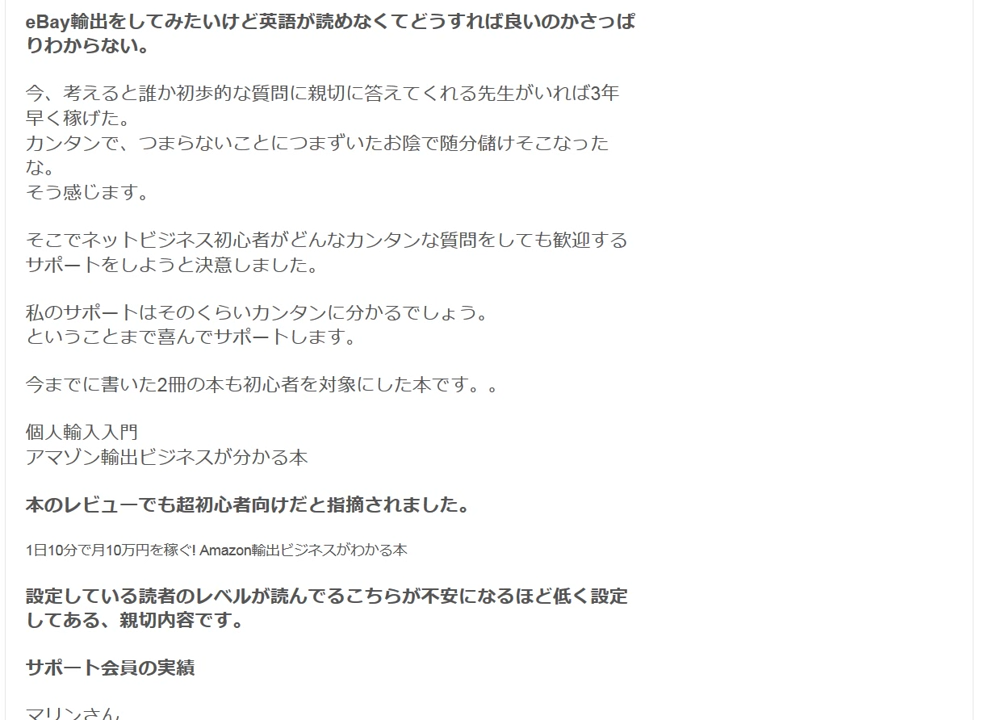 eBay輸出をしてみたいけど英語が読めなくてどうすれば良いのかさっぱ
りわからない。
今、考えると誰か初歩的な質問に親切に答えてくれる先生がいれば3年
早く稼げた。
カンタンで、つまらないことにつまずいたお陰で随分儲けそこなった
な。
そう感じます。
そこでネットビジネス初心者がどんなカンタンな質問をしても歓迎する
サポートをしようと決意しました。
私のサポートはそのくらいカンタンに分かるでしょう。
ということまで喜んでサポートします。
今までに書いた2冊の本も初心者を対象にした本です。。
個人輸入入門
アマゾン輸出ビジネスが分かる本
本のレビューでも超初心者向けだと指摘されました。
1日10分で月10万円を稼ぐ! Amazon輸出ビジネスがわかる本
設定している読者のレベルが読んでるこちらが不安になるほど低く設定
してある、親切内容です。
サポート会員の実績
マリンさん